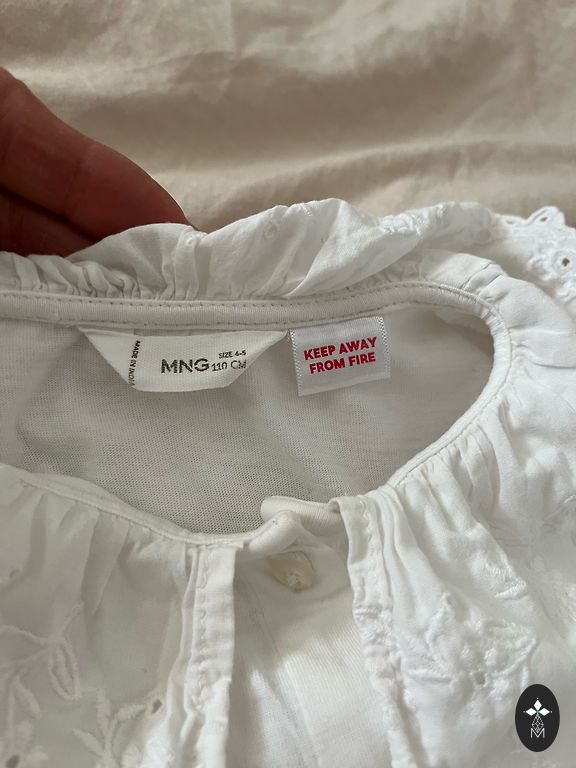 MADE IN INDIA
MNG
SIZE 4-5
110 CM
KEEP AWAY
FROM FIRE
M